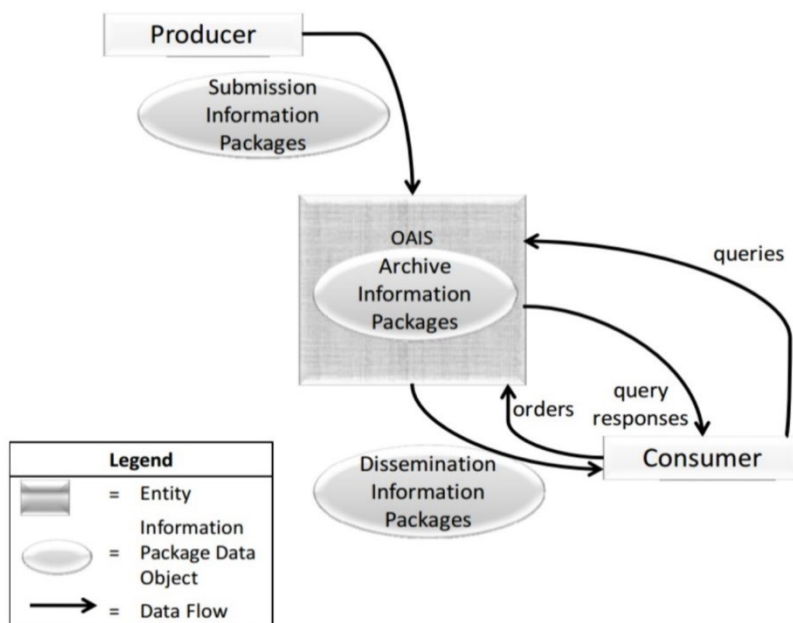 Producer
Submission
Information
Packages
OAIS
Archive
Information
Packages
queries
query
responses
orders
Consumer
Dissemination
Information
Packages
Legend
= Entity
Information
= Package Data
Object
= Data Flow